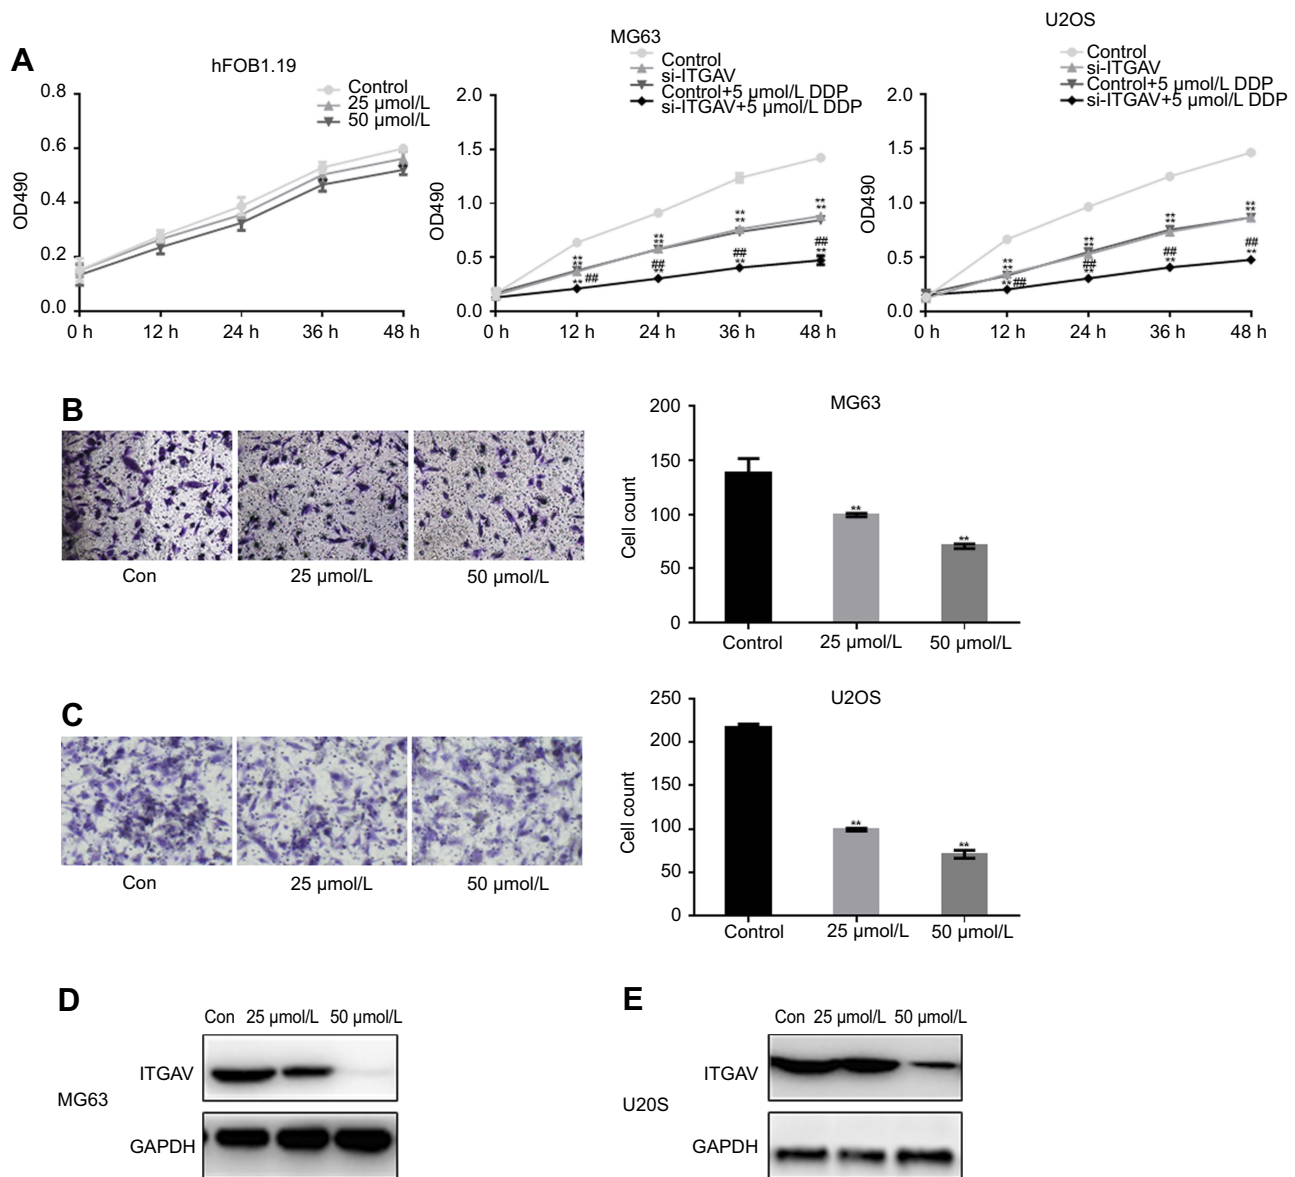 A
hFOB1.19
Control
25 µmol/L
50 µmol/L
OD490
0.8
0.6
0.4
0.2
0.0
0 h 12 h 24 h 36 h 48 h
MG63
Control
si-ITGAV
Control+5 µmol/L DDP
si-ITGAV+5 µmol/L DDP
OD490
2.0
1.5
1.0
0.5
0.0
** ** ** ** ##
** ** ## **
** ** ## **
** ** ## **
0 h 12 h 24 h 36 h 48 h
U2OS
Control
si-ITGAV
Control+5 µmol/L DDP
si-ITGAV+5 µmol/L DDP
OD490
2.0
1.5
1.0
0.5
0.0
** ** ** ##
** ** ## **
** ** ## **
** ** ## **
0 h 12 h 24 h 36 h 48 h
B
Con 25 µmol/L 50 µmol/L
MG63
Cell count
200
150
100
50
0
** **
Control 25 µmol/L 50 µmol/L
C
Con 25 µmol/L 50 µmol/L
U2OS
Cell count
250
200
150
100
50
0
** **
Control 25 µmol/L 50 µmol/L
D
Con 25 µmol/L 50 µmol/L
ITGAV
MG63
GAPDH
E
Con 25 µmol/L 50 µmol/L
ITGAV
U20S
GAPDH